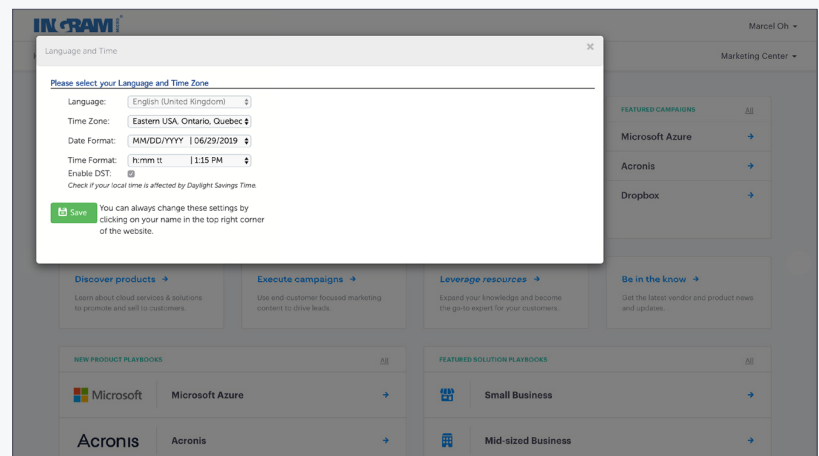 INGRAM
Marcel Oh
Marketing Center
Language and Time
×
Please select your Language and Time Zone
Language: English (United Kingdom)
Time Zone: Eastern USA, Ontario, Quebec
Date Format: MM/DD/YYYY | 06/29/2019
Time Format: h:mm tt | 1:15 PM
Enable DST:
Check if your local time is affected by Daylight Savings Time.
Save
You can always change these settings by
clicking on your name in the top right corner
of the website.
FEATURED CAMPAIGNS All
Microsoft Azure
Acronis
Dropbox
Discover products
Learn about cloud services & solutions
to promote and sell to customers.
Execute campaigns
Use end-customer focused marketing
content to drive leads.
Leverage resources
Expand your knowledge and become
the go-to expert for your customers.
Be in the know
Get the latest vendor and product news
and updates.
NEW PRODUCT PLAYBOOKS All
Microsoft Microsoft Azure
Acronis Acronis
FEATURED SOLUTION PLAYBOOKS All
Small Business
Mid-sized Business